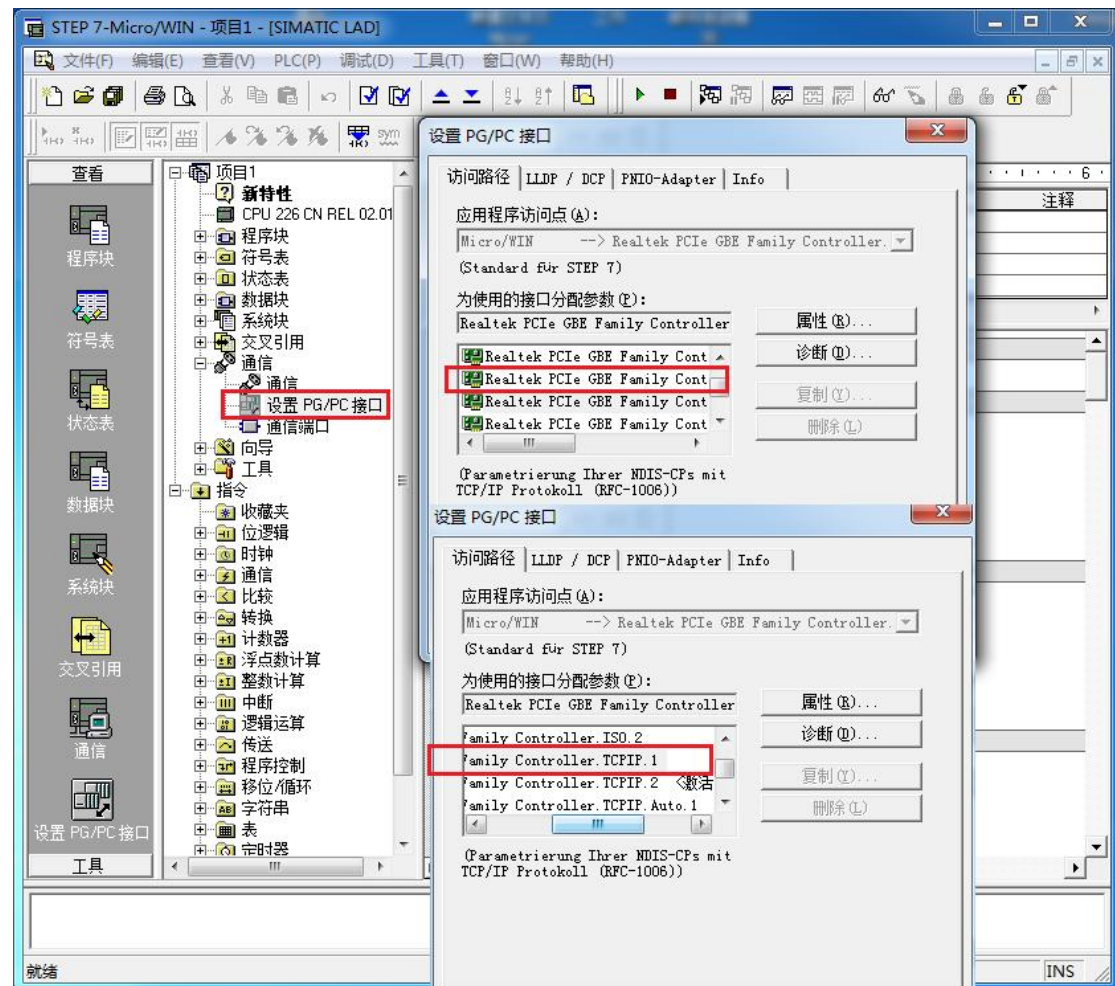 STEP 7-Micro/WIN - 项目1 - [SIMATIC LAD]
文件(F) 编辑(E) 查看(V) PLC(P) 调试(D) 工具(T) 窗口(W) 帮助(H)
sym
查看
程序块
符号表
状态表
数据块
系统块
交叉引用
通信
设置 PG/PC接口
工具
项目1
新特性
CPU 226 CN REL 02.01
程序块
符号表
状态表
数据块
系统块
交叉引用
通信
通信
设置 PG/PC接口
通信端口
向导
工具
指令
收藏夹
位逻辑
时钟
通信
比较
转换
计数器
浮点数计算
整数计算
中断
逻辑运算
传送
程序控制
移位/循环
字符串
表
定时器
设置 PG/PC 接口
访问路径 LLDP / DCP PNIO-Adapter Info
应用程序访问点(A):
Micro/WIN --> Realtek PCIe GBE Family Controller.
(Standard für STEP 7)
为使用的接口分配参数(P):
Realtek PCIe GBE Family Controller
属性(R)...
Realtek PCIe GBE Family Cont
诊断(D)...
Realtek PCIe GBE Family Cont
Realtek PCIe GBE Family Cont
复制(Y)...
Realtek PCIe GBE Family Cont
删除(L)
(Parametrierung Ihrer NDIS-CPs mit
TCP/IP Protokoll (RFC-1006))
设置 PG/PC 接口
访问路径 LLDP / DCP PNIO-Adapter Info
应用程序访问点(A):
Micro/WIN --> Realtek PCIe GBE Family Controller.
(Standard für STEP 7)
为使用的接口分配参数(P):
Realtek PCIe GBE Family Controller
属性(R)...
Family Controller.ISO.2
诊断(D)...
Family Controller.TCPIP.1
Family Controller.TCPIP.2 <激活
复制(Y)...
Family Controller.TCPIP.Auto.1
删除(L)
(Parametrierung Ihrer NDIS-CPs mit
TCP/IP Protokoll (RFC-1006))
6
注释
就绪
INS